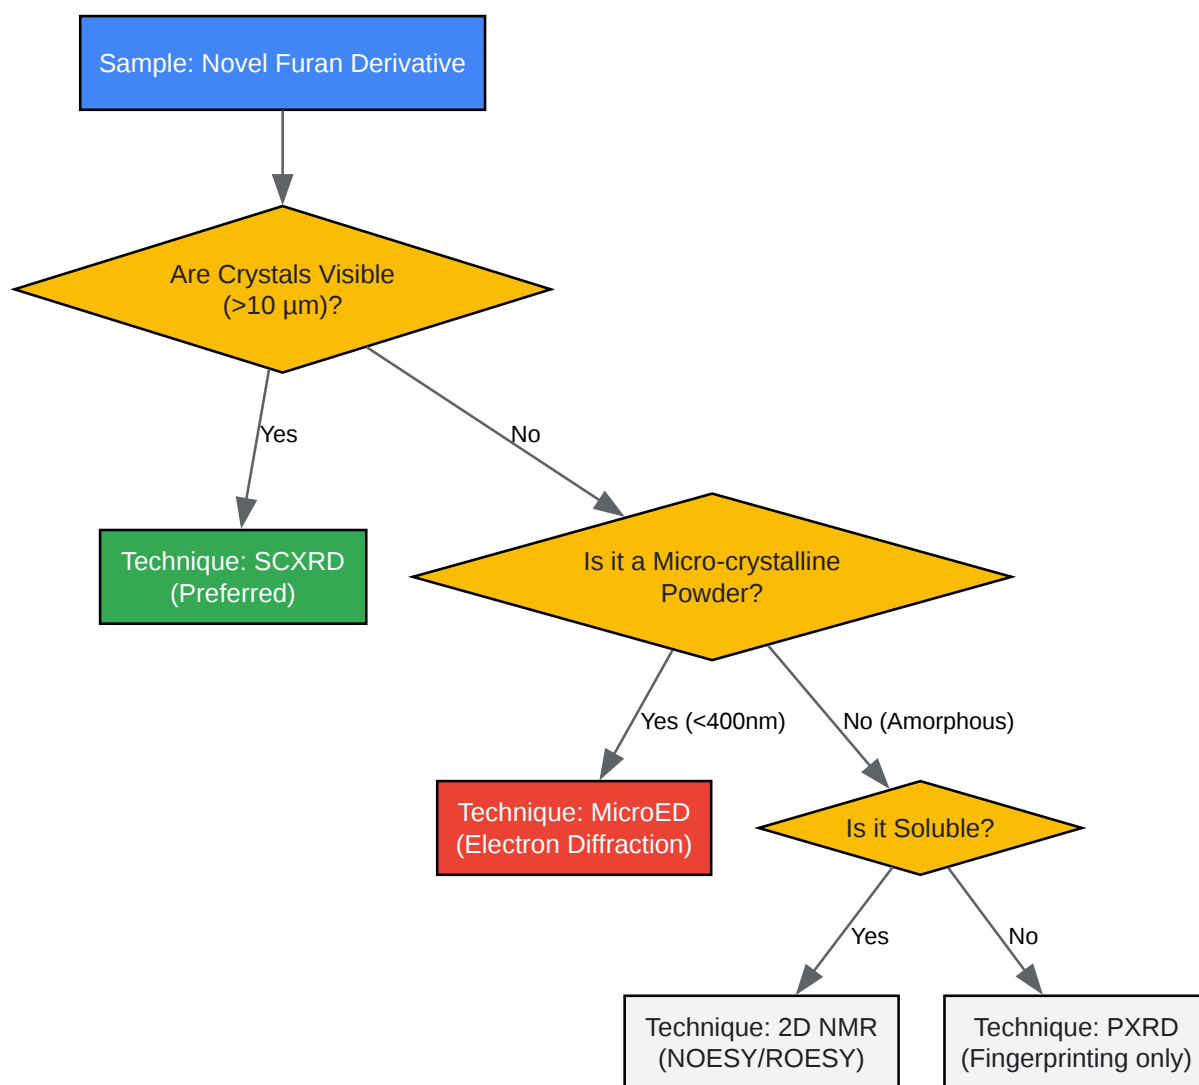 Sample: Novel Furan Derivative
Are Crystals Visible
(>10 µm)?
Yes
No
Technique: SCXRD
(Preferred)
Is it a Micro-crystalline
Powder?
Yes (<400nm)
No (Amorphous)
Technique: MicroED
(Electron Diffraction)
Is it Soluble?
Yes
No
Technique: 2D NMR
(NOESY/ROESY)
Technique: PXRD
(Fingerprinting only)